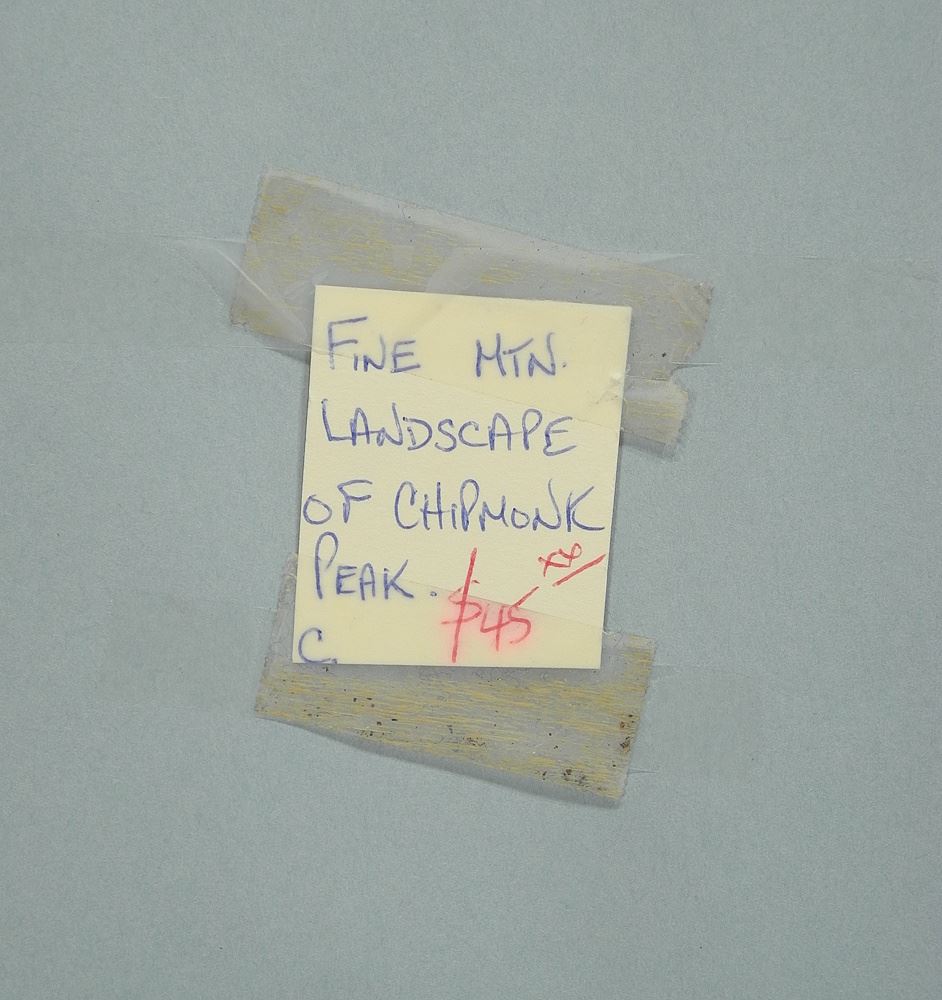 FINE MTN.
LANDSCAPE
OF CHIPMONK
PEAK. $45
C.